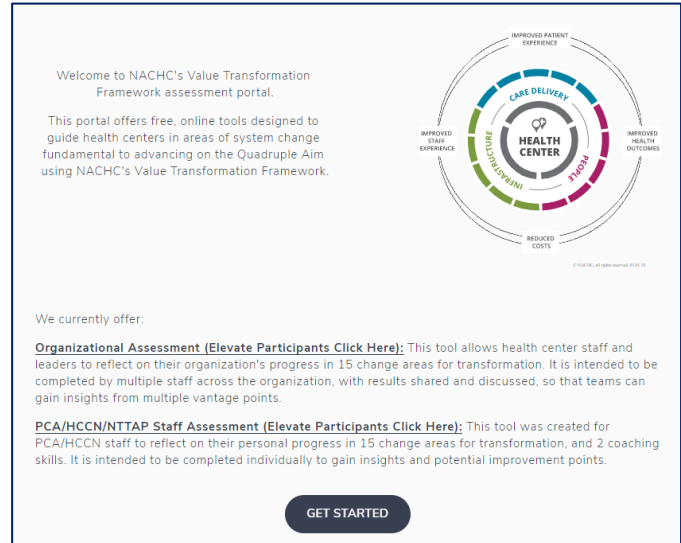 Welcome to NACHC's Value Transformation
Framework assessment portal.
This portal offers free, online tools designed to
guide health centers in areas of system change
fundamental to advancing on the Quadruple Aim
using NACHC's Value Transformation Framework.
IMPROVED PATIENT
EXPERIENCE
CARE DELIVERY
IMPROVED
STAFF
EXPERIENCE
INFRASTRUCTURE
HEALTH
CENTER
PEOPLE
IMPROVED
HEALTH
OUTCOMES
REDUCED
COSTS
© NACHC, all rights reserved,
We currently offer:
Organizational Assessment (Elevate Participants Click Here): This tool allows health center staff and
leaders to reflect on their organization's progress in 15 change areas for transformation. It is intended to be
completed by multiple staff across the organization, with results shared and discussed, so that teams can
gain insights from multiple vantage points.
PCA/HCCN/NTTAP Staff Assessment (Elevate Participants Click Here): This tool was created for
PCA/HCCN staff to reflect on their personal progress in 15 change areas for transformation, and 2 coaching
skills. It is intended to be completed individually to gain insights and potential improvement points.
GET STARTED